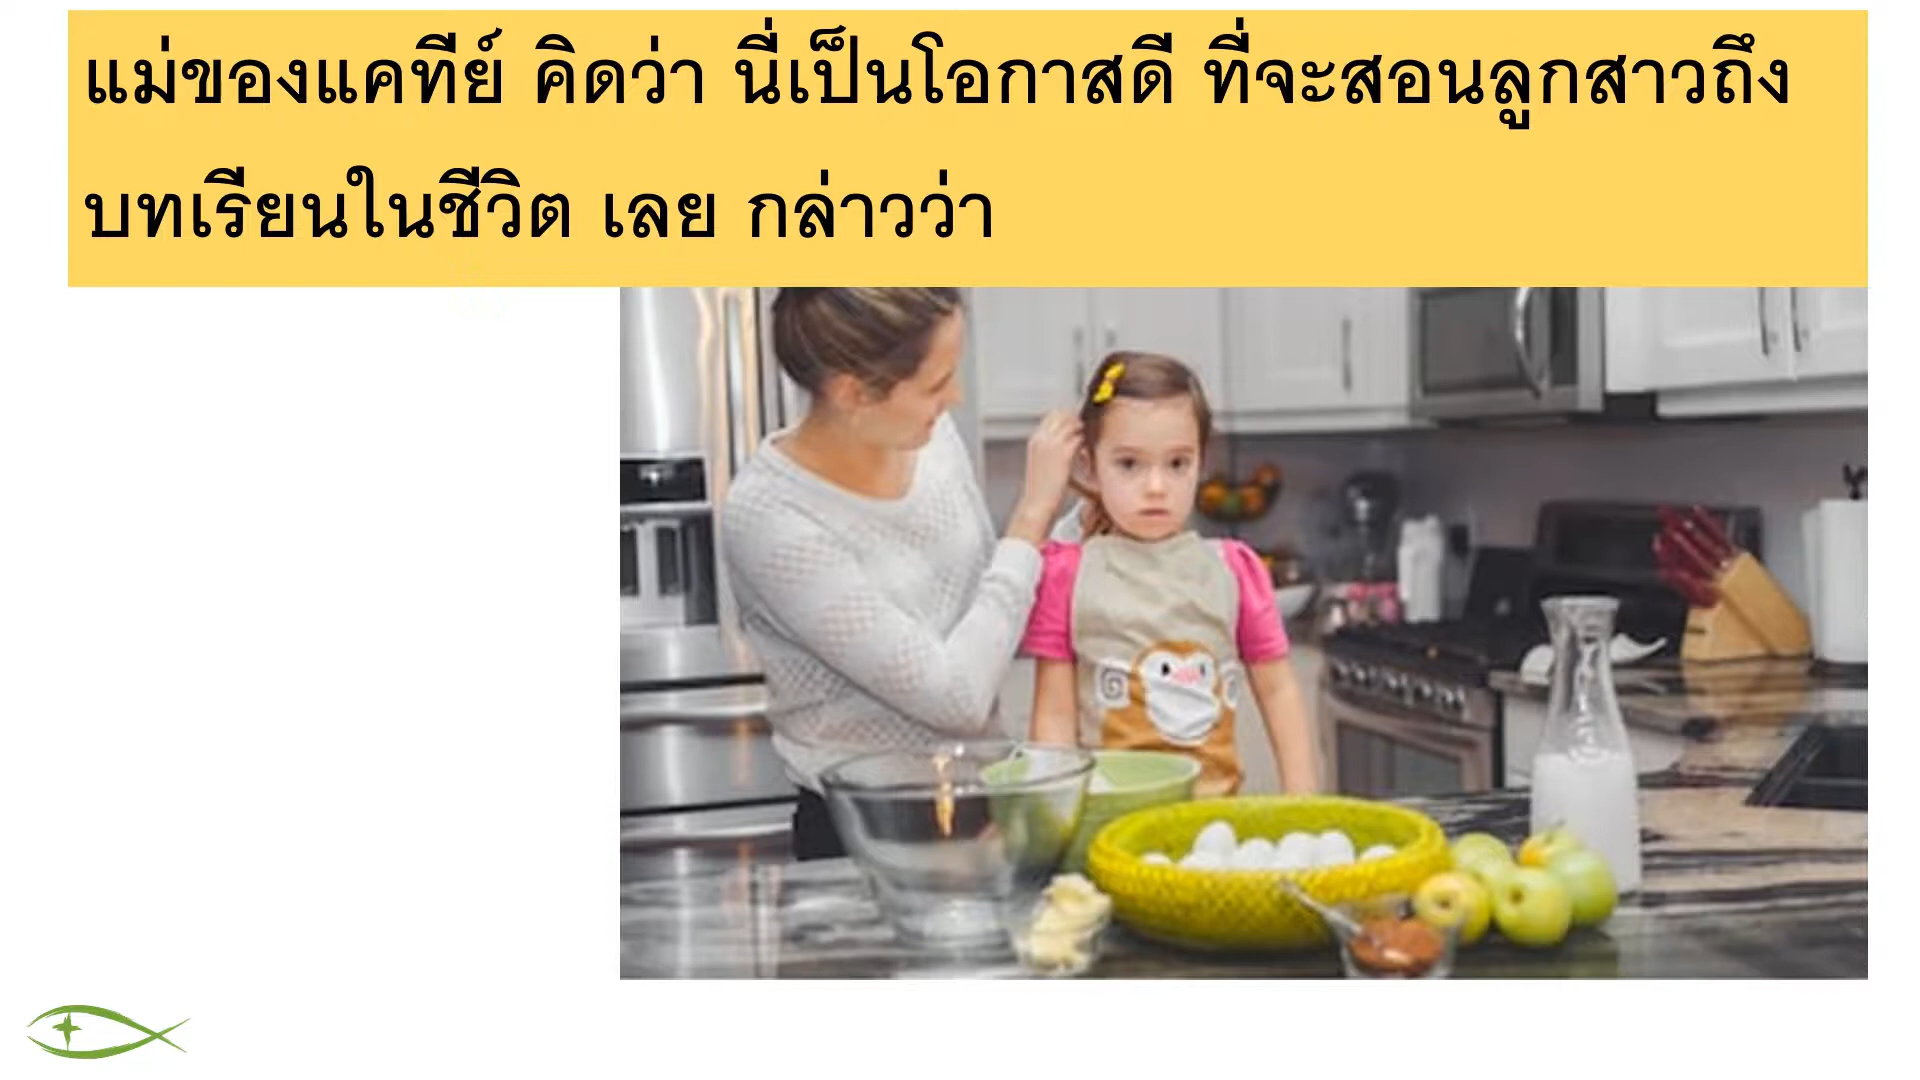 แม่ของแคทีย์ คิดว่า นี่เป็นโอกาสดี ที่จะสอนลูกสาวถึง
บทเรียนในชีวิต เลย กล่าวว่า